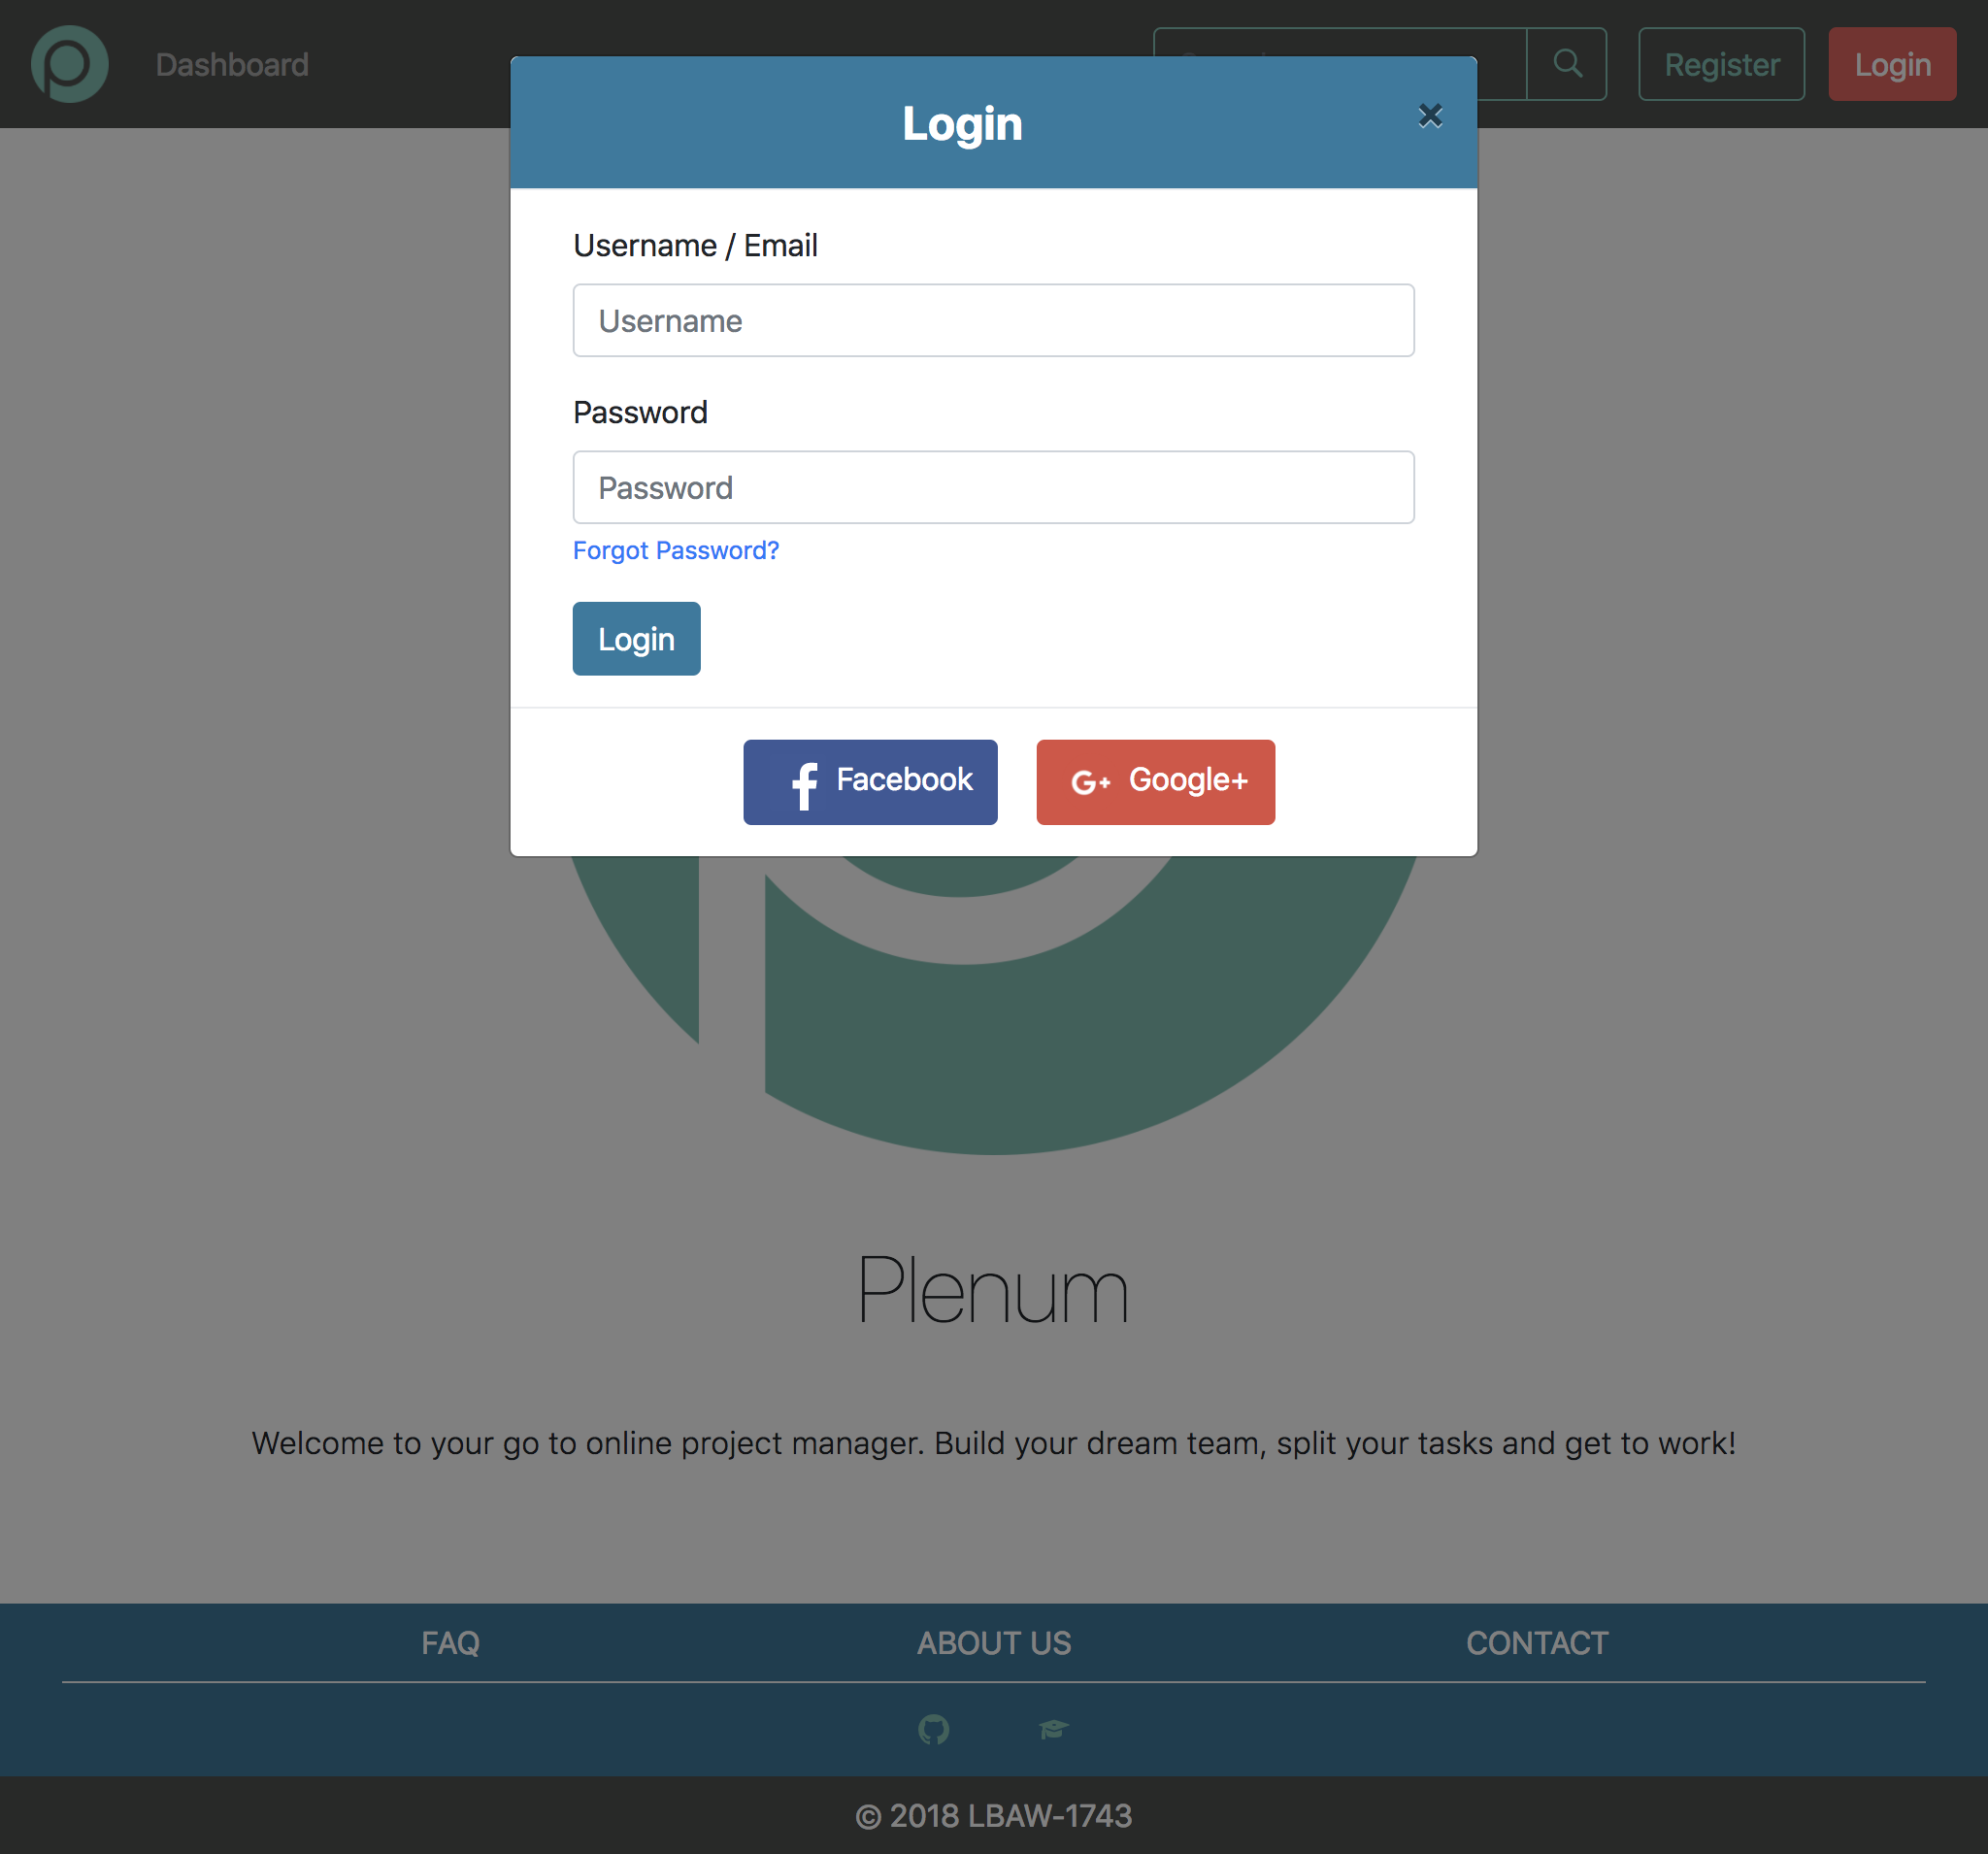 Dashboard
Register
Login
Login
×
Username / Email
Username
Password
Password
Forgot Password?
Login
Facebook
G+ Google+
Plenum
Welcome to your go to online project manager. Build your dream team, split your tasks and get to work!
FAQ
ABOUT US
CONTACT
© 2018 LBAW-1743